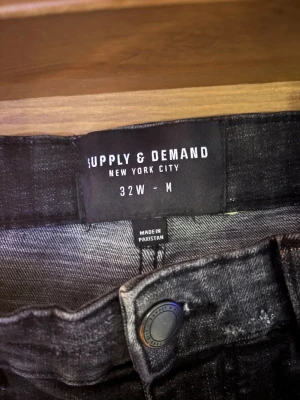 SUPPLY & DEMAND
NEW YORK CITY
32W - M
MADE IN
PAKISTAN